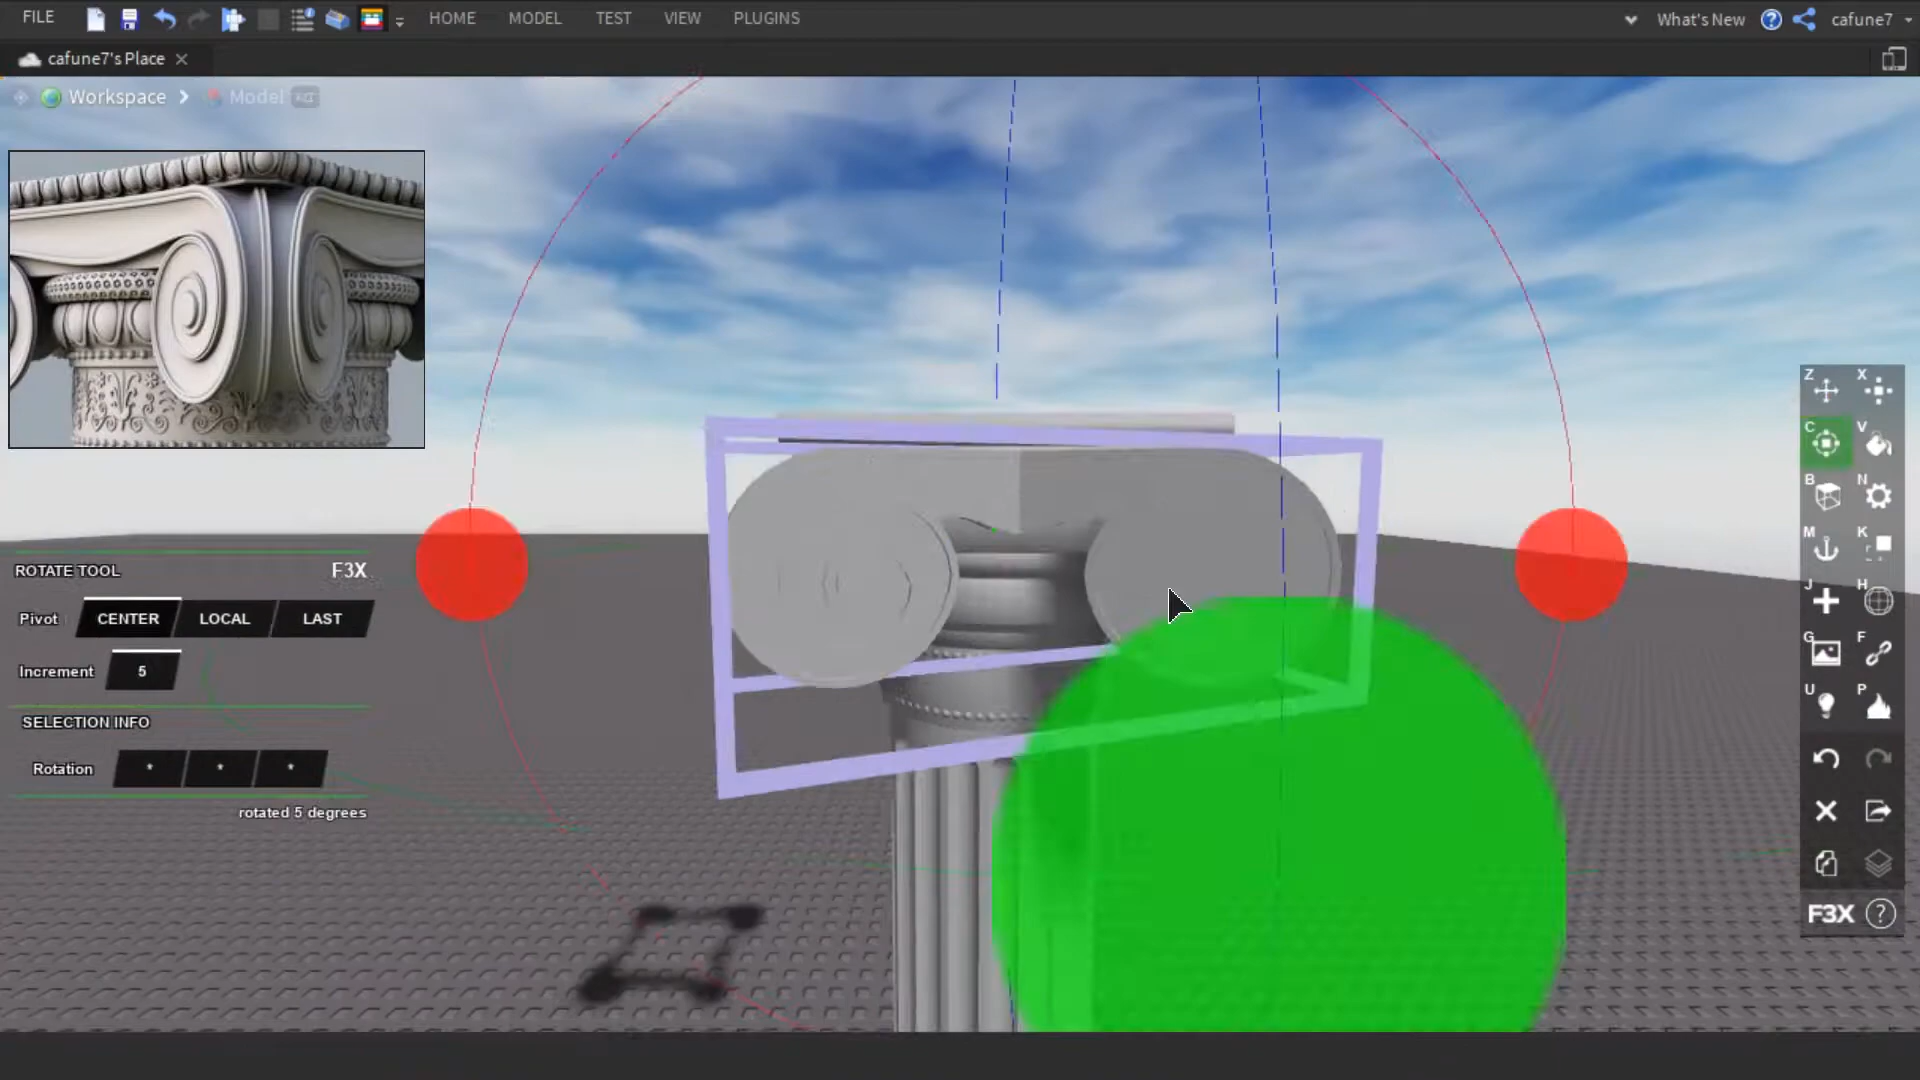 FILE
HOME MODEL TEST VIEW PLUGINS
What's New ? cafune7
cafune7's Place
Workspace Model
Z X
C V
B N
M K
J H
G F
U P
ROTATE TOOL F3X
Pivot CENTER LOCAL LAST
Increment 5
SELECTION INFO
Rotation * * *
rotated 5 degrees
F3X ?